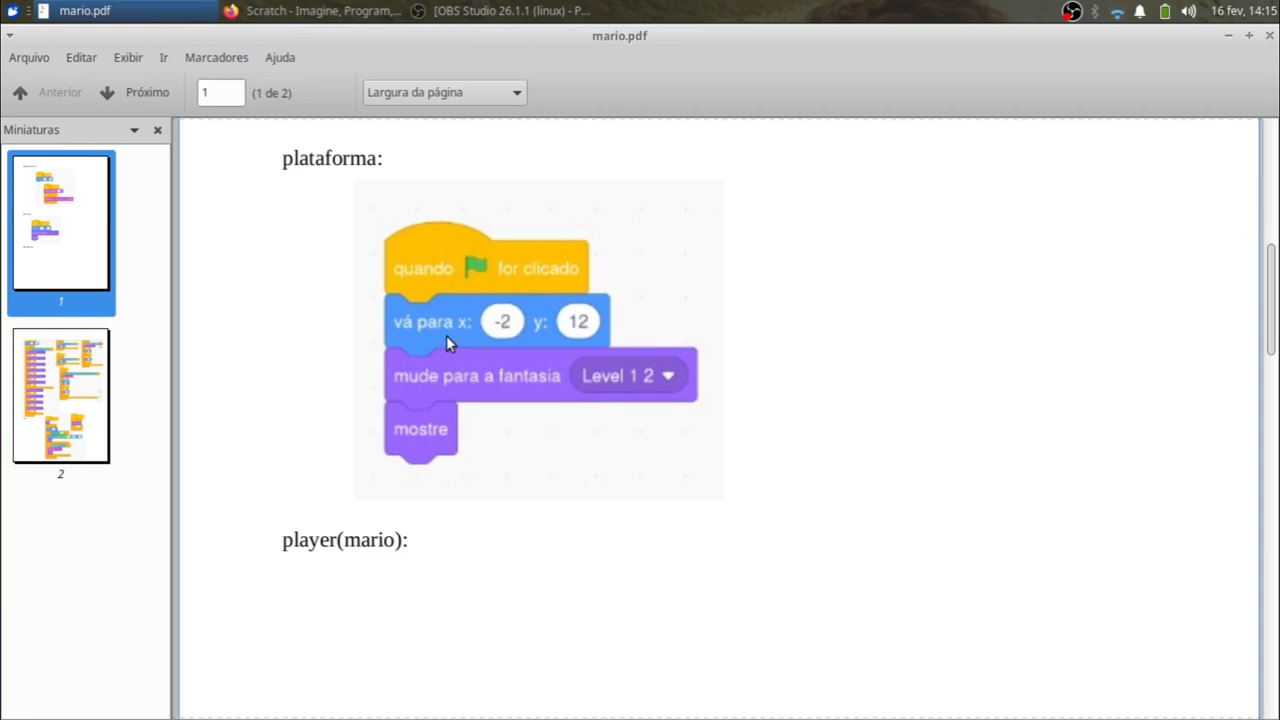 mario.pdf
Scratch - Imagine, Program,...
[OBS Studio 26.1.1 (linux) - P...
16 fev, 14:15
mario.pdf
Arquivo Editar Exibir Ir Marcadores Ajuda
Anterior Próximo 1 (1 de 2) Largura da página
Miniaturas
1
2
plataforma:
quando for clicado
vá para x: -2 y: 12
mude para a fantasia Level 1 2
mostre
player(mario):